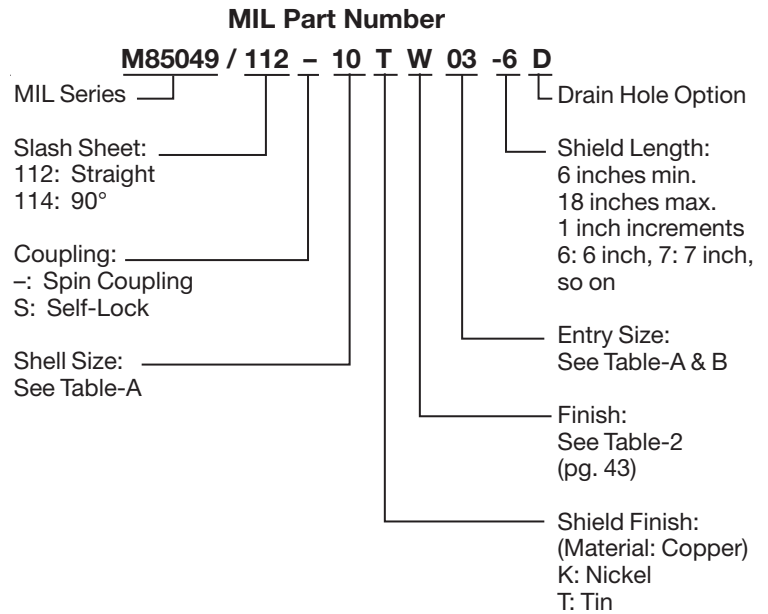 MIL Part Number
M85049 / 112 – 10 T W 03 -6 D
MIL Series
Slash Sheet:
112: Straight
114: 90°
Coupling:
–: Spin Coupling
S: Self-Lock
Shell Size:
See Table-A
Drain Hole Option
Shield Length:
6 inches min.
18 inches max.
1 inch increments
6: 6 inch, 7: 7 inch,
so on
Entry Size:
See Table-A & B
Finish:
See Table-2
(pg. 43)
Shield Finish:
(Material: Copper)
K: Nickel
T: Tin